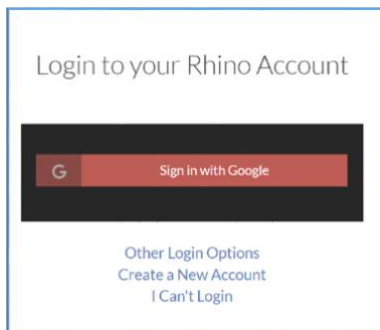 Login to your Rhino Account
G Sign in with Google
Other Login Options
Create a New Account
I Can't Login